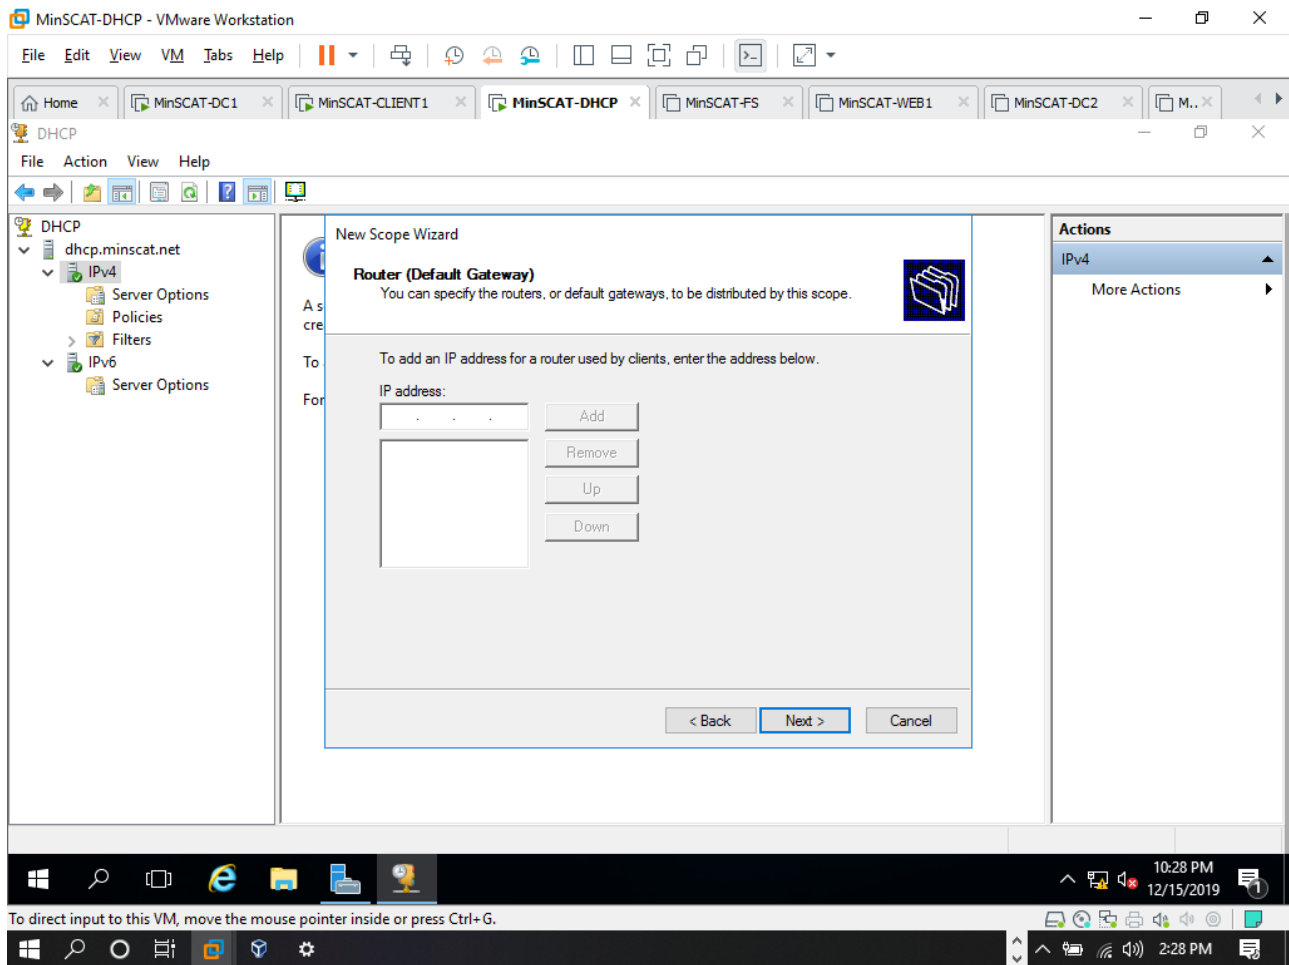 MinSCAT-DHCP - VMware Workstation
File Edit View VM Tabs Help
Home MinSCAT-DC1 MinSCAT-CLIENT1 MinSCAT-DHCP MinSCAT-FS MinSCAT-WEB1 MinSCAT-DC2 M..
DHCP
File Action View Help
DHCP
dhcp.minscat.net
IPv4
Server Options
Policies
Filters
IPv6
Server Options
A s
cre
To
For
New Scope Wizard
Router (Default Gateway)
You can specify the routers, or default gateways, to be distributed by this scope.
To add an IP address for a router used by clients, enter the address below.
IP address:
. . .
Add
Remove
Up
Down
< Back Next > Cancel
Actions
IPv4
More Actions
10:28 PM
12/15/2019
1
To direct input to this VM, move the mouse pointer inside or press Ctrl+G.
2:28 PM